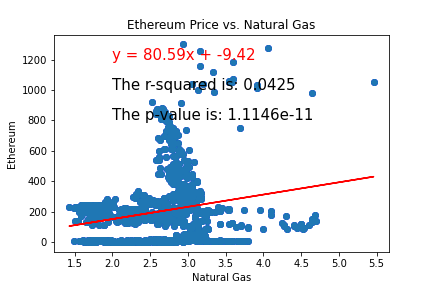 Ethereum Price vs. Natural Gas
y = 80.59x + -9.42
The r-squared is: 0.0425
The p-value is: 1.1146e-11
1200
1000
800
600
400
200
0
Ethereum
1.5 2.0 2.5 3.0 3.5 4.0 4.5 5.0 5.5
Natural Gas